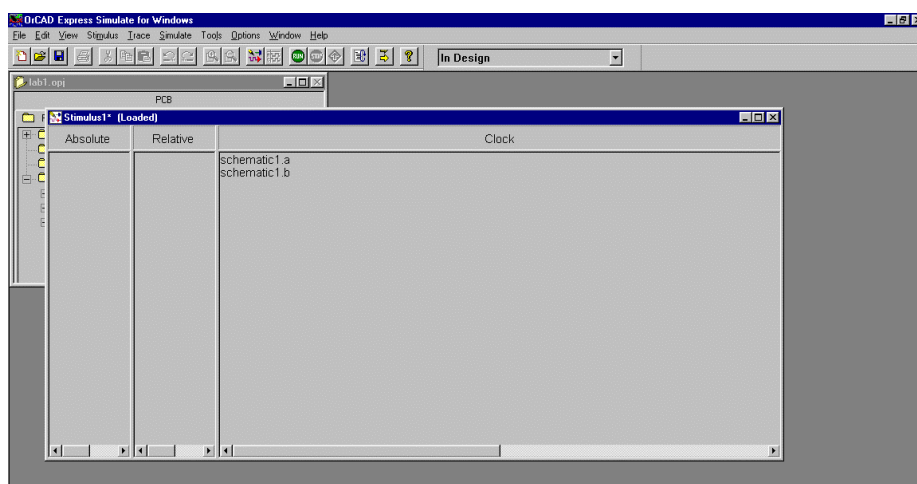 OrCAD Express Simulate for Windows
File Edit View Stimulus Trace Simulate Tools Options Window Help
In Design
lab1.opj
PCB
Stimulus1* (Loaded)
Absolute Relative Clock
schematic1.a
schematic1.b